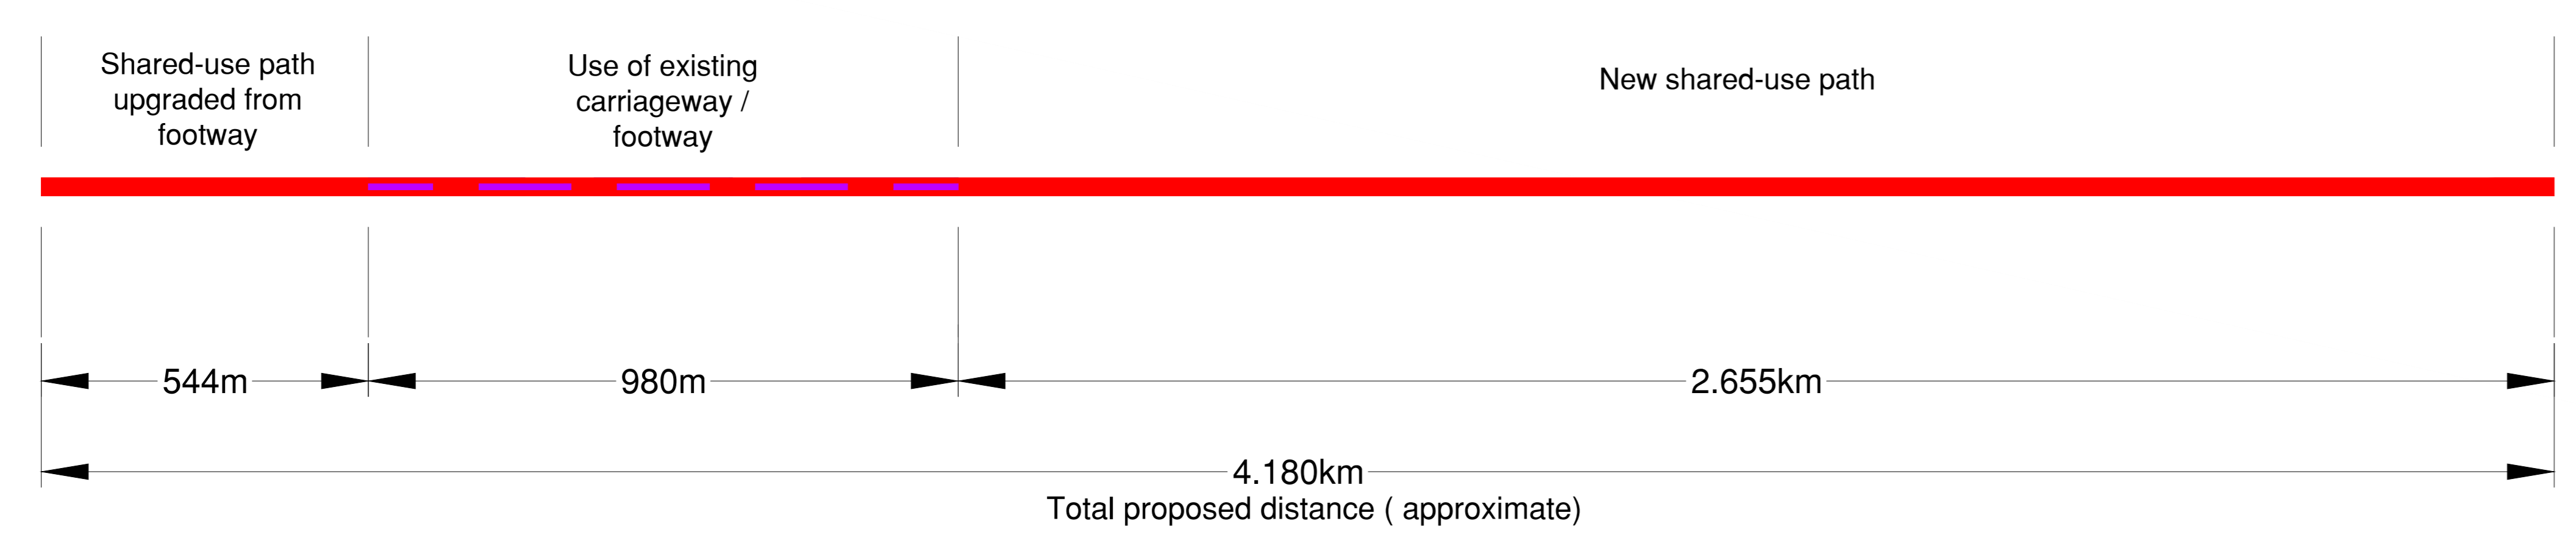 Shared-use path
upgraded from
footway
Use of existing
carriageway /
footway
New shared-use path
544m
980m
2.655km
4.180km
Total proposed distance ( approximate)